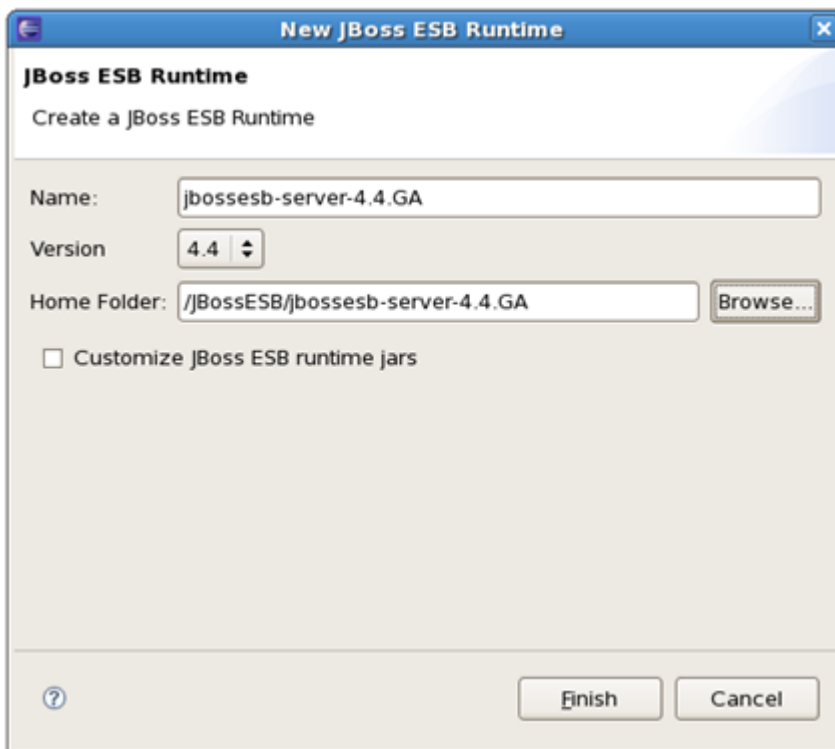 New JBoss ESB Runtime
JBoss ESB Runtime
Create a JBoss ESB Runtime
Name: jbossesb-server-4.4.GA
Version 4.4
Home Folder: /JBossESB/jbossesb-server-4.4.GA Browse...
Customize JBoss ESB runtime jars
? Finish Cancel